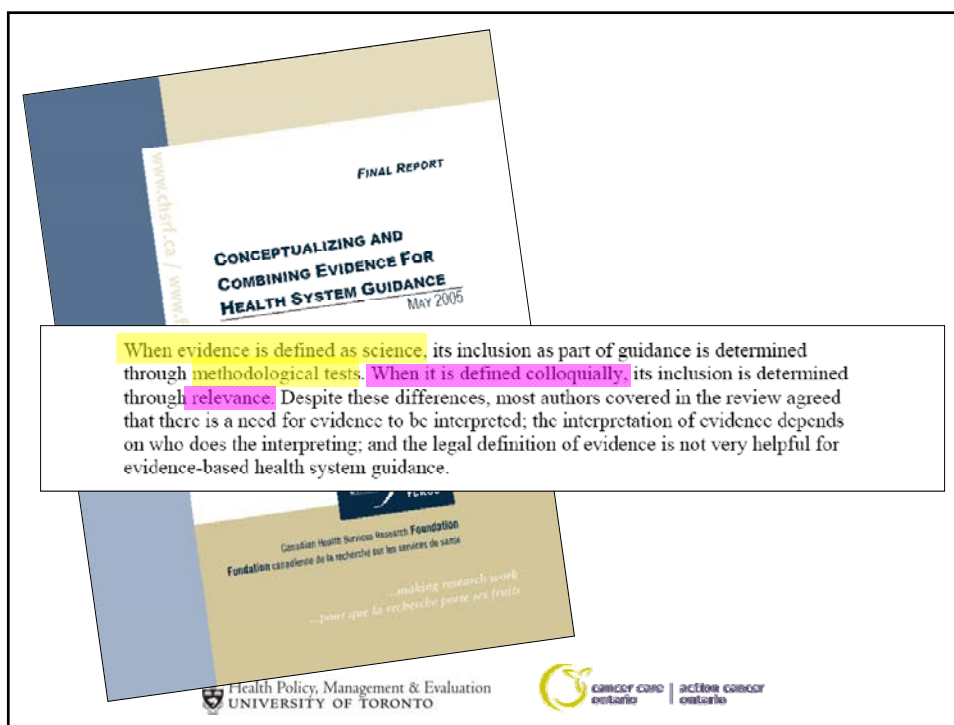 www.chsrf.ca / www.f
FINAL REPORT
CONCEPTUALIZING AND
COMBINING EVIDENCE FOR
HEALTH SYSTEM GUIDANCE
MAY 2005
When evidence is defined as science, its inclusion as part of guidance is determined
through methodological tests. When it is defined colloquially, its inclusion is determined
through relevance. Despite these differences, most authors covered in the review agreed
that there is a need for evidence to be interpreted; the interpretation of evidence depends
on who does the interpreting; and the legal definition of evidence is not very helpful for
evidence-based health system guidance.
Canadian Health Services Research Foundation
Fondation canadienne de la recherche sur les services de santé
...making research work
...pour que la recherche porte ses fruits
Health Policy, Management & Evaluation
UNIVERSITY OF TORONTO
cancer care | action cancer
ontario | ontario